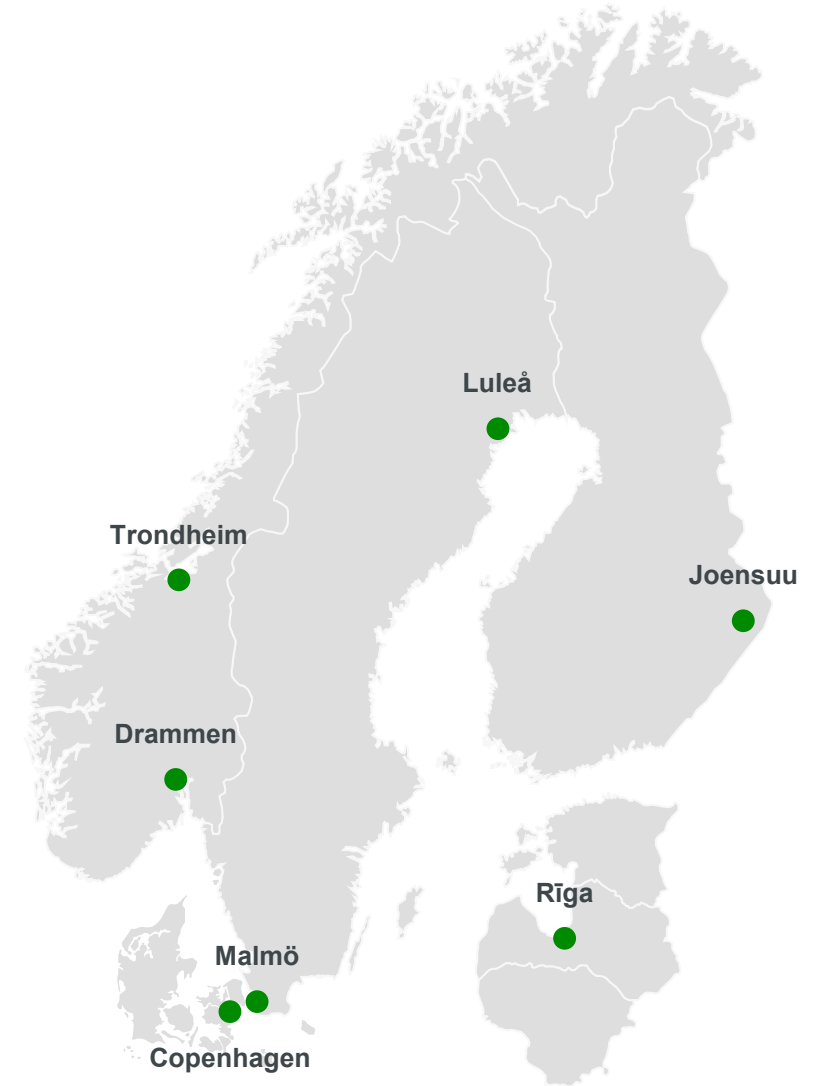 Luleå
Trondheim
Joensuu
Drammen
Rīga
Malmö
Copenhagen